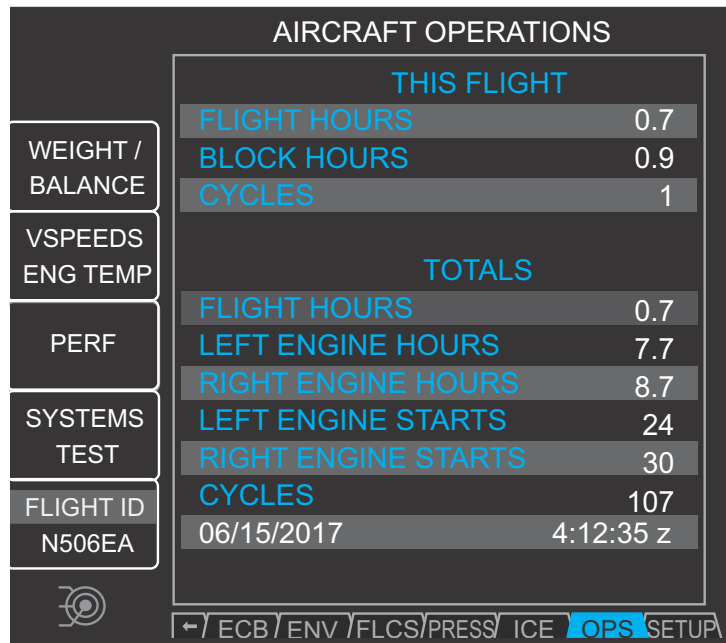 AIRCRAFT OPERATIONS
THIS FLIGHT
FLIGHT HOURS 0.7
BLOCK HOURS 0.9
CYCLES 1
TOTALS
FLIGHT HOURS 0.7
LEFT ENGINE HOURS 7.7
RIGHT ENGINE HOURS 8.7
LEFT ENGINE STARTS 24
RIGHT ENGINE STARTS 30
CYCLES 107
06/15/2017 4:12:35 z
WEIGHT /
BALANCE
VSPEEDS
ENG TEMP
PERF
SYSTEMS
TEST
FLIGHT ID
N506EA
ECB ENV FLCS PRESS ICE OPS SETUP